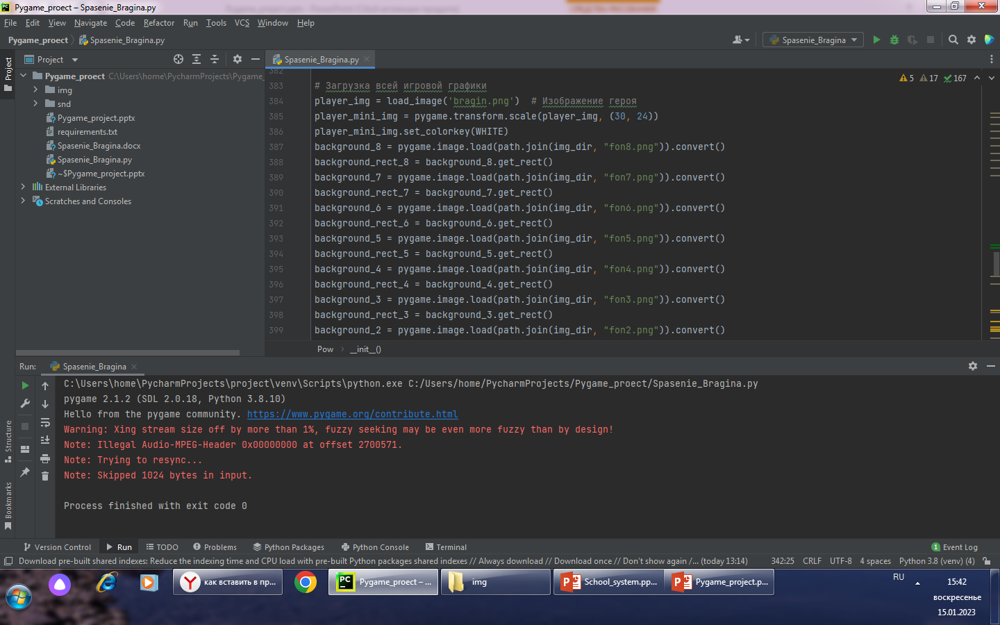 Pygame_proect – Spasenie_Bragina.py
File Edit View Navigate Code Refactor Run Tools VCS Window Help
Pygame_proect Spasenie_Bragina.py
Spasenie_Bragina
Project
Spasenie_Bragina.py
Project
Pygame_proect C:\Users\home\PycharmProjects\Pygame_
img
snd
Pygame_project.pptx
requirements.txt
Spasenie_Bragina.docx
Spasenie_Bragina.py
~$Pygame_project.pptx
External Libraries
Scratches and Consoles
5 17 167
382
383 # Загрузка всей игровой графики
384 player_img = load_image('bragin.png')  # Изображение героя
385 player_mini_img = pygame.transform.scale(player_img, (30, 24))
386 player_mini_img.set_colorkey(WHITE)
387 background_8 = pygame.image.load(path.join(img_dir, "fon8.png")).convert()
388 background_rect_8 = background_8.get_rect()
389 background_7 = pygame.image.load(path.join(img_dir, "fon7.png")).convert()
390 background_rect_7 = background_7.get_rect()
391 background_6 = pygame.image.load(path.join(img_dir, "fon6.png")).convert()
392 background_rect_6 = background_6.get_rect()
393 background_5 = pygame.image.load(path.join(img_dir, "fon5.png")).convert()
394 background_rect_5 = background_5.get_rect()
395 background_4 = pygame.image.load(path.join(img_dir, "fon4.png")).convert()
396 background_rect_4 = background_4.get_rect()
397 background_3 = pygame.image.load(path.join(img_dir, "fon3.png")).convert()
398 background_rect_3 = background_3.get_rect()
399 background_2 = pygame.image.load(path.join(img_dir, "fon2.png")).convert()
Pow __init__()
Run: Spasenie_Bragina
C:\Users\home\PycharmProjects\project\venv\Scripts\python.exe C:/Users/home/PycharmProjects/Pygame_proect/Spasenie_Bragina.py
pygame 2.1.2 (SDL 2.0.18, Python 3.8.10)
Hello from the pygame community. https://www.pygame.org/contribute.html
Warning: Xing stream size off by more than 1%, fuzzy seeking may be even more fuzzy than by design!
Note: Illegal Audio-MPEG-Header 0x00000000 at offset 2700571.
Note: Trying to resync...
Note: Skipped 1024 bytes in input.
Process finished with exit code 0
Structure
Bookmarks
Version Control Run TODO Problems Python Packages Python Console Terminal 1 Event Log
Download pre-built shared indexes: Reduce the indexing time and CPU load with pre-built Python packages shared indexes // Always download // Download once // Don't show again /... (today 13:14) 342:25 CRLF UTF-8 4 spaces Python 3.8 (venv) (4)
как вставить в пр... PC Pygame_proect – ... img School_system.pp... Pygame_project.p... RU 15:42
воскресенье
15.01.2023